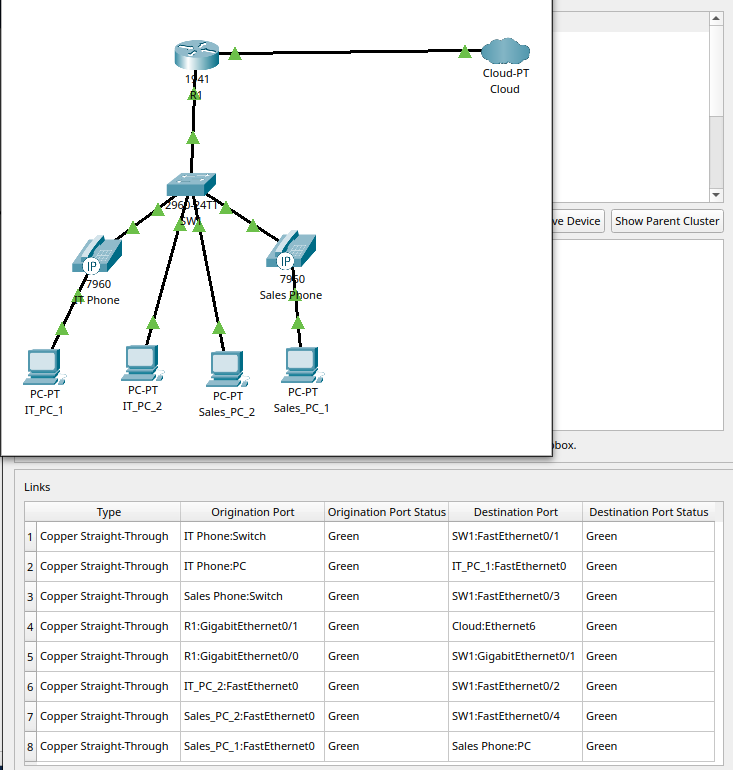 1941
R1
Cloud-PT
Cloud
2960-24TT
SW1
ve Device
Show Parent Cluster
IP
7960
IT Phone
IP
7960
Sales Phone
PC-PT
IT_PC_1
PC-PT
IT_PC_2
PC-PT
Sales_PC_2
PC-PT
Sales_PC_1
box.
Links
Type Origination Port Origination Port Status Destination Port Destination Port Status
1 Copper Straight-Through IT Phone:Switch Green SW1:FastEthernet0/1 Green
2 Copper Straight-Through IT Phone:PC Green IT_PC_1:FastEthernet0 Green
3 Copper Straight-Through Sales Phone:Switch Green SW1:FastEthernet0/3 Green
4 Copper Straight-Through R1:GigabitEthernet0/1 Green Cloud:Ethernet6 Green
5 Copper Straight-Through R1:GigabitEthernet0/0 Green SW1:GigabitEthernet0/1 Green
6 Copper Straight-Through IT_PC_2:FastEthernet0 Green SW1:FastEthernet0/2 Green
7 Copper Straight-Through Sales_PC_2:FastEthernet0 Green SW1:FastEthernet0/4 Green
8 Copper Straight-Through Sales_PC_1:FastEthernet0 Green Sales Phone:PC Green